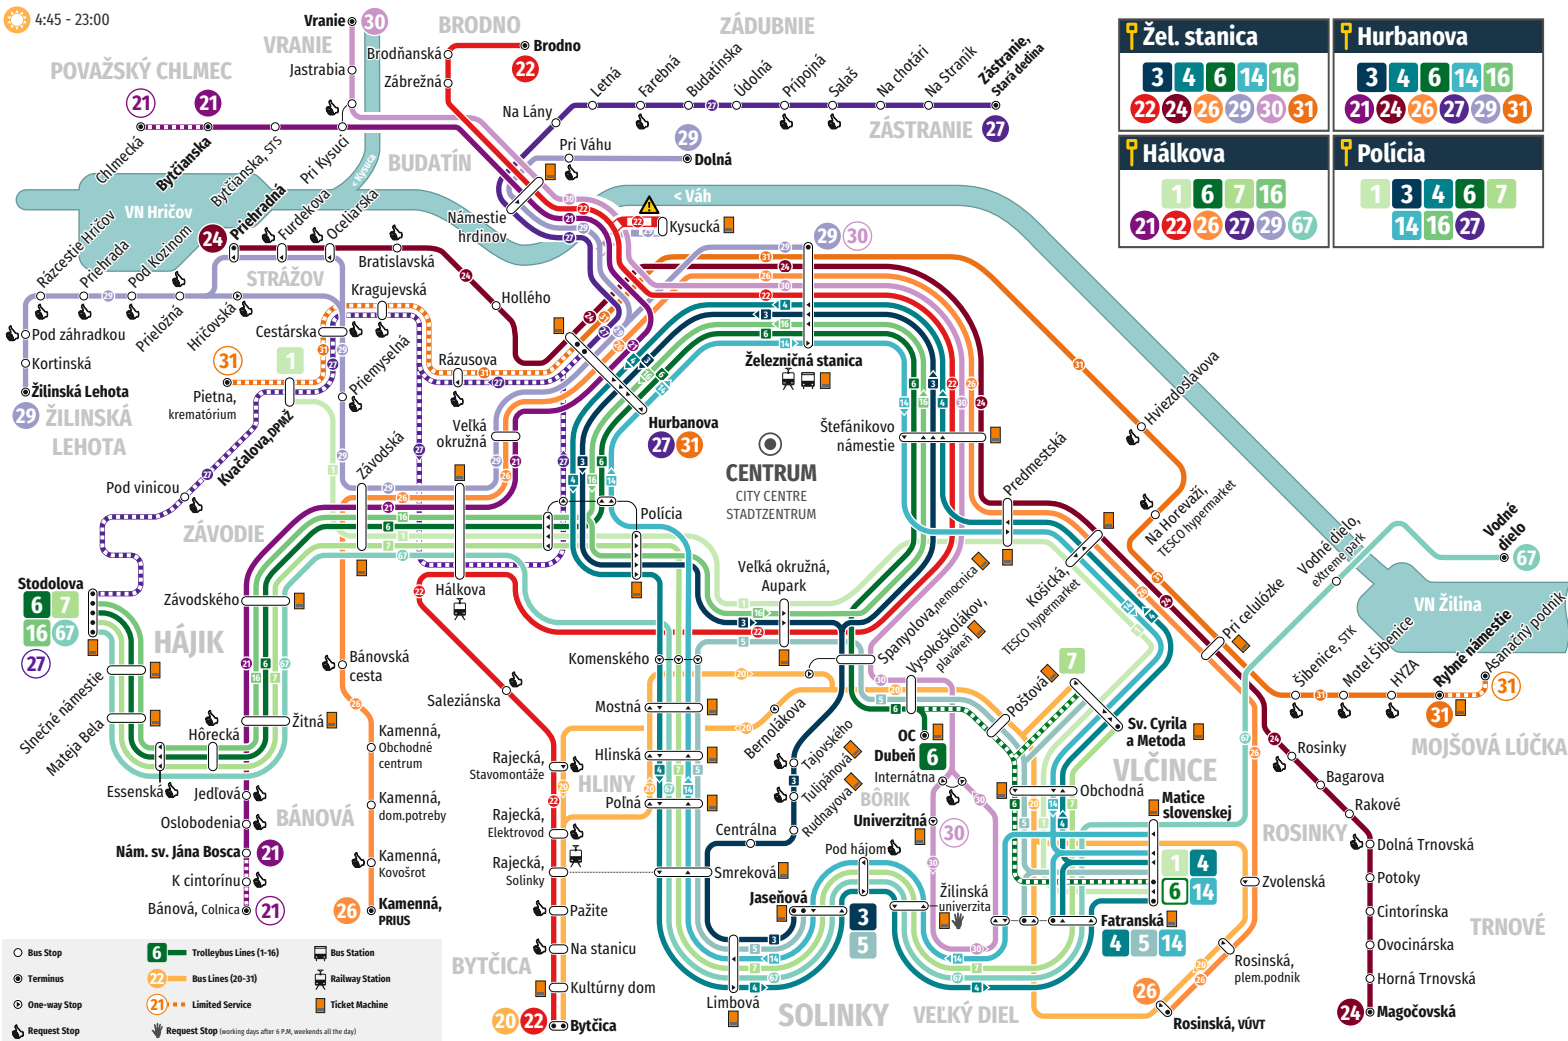 4:45 - 23:00
Vranie
30
VRANIE
Jastrabia
POVAŽSKÝ CHLMEC
21
21
Chlmecká
Bytčianska
Bytčianska, STS
Pri Kysuci
< Kysuca
BRODNO
Brodňanská
Brodno
22
Zábrežná
BUDATÍN
ZÁDUBNIE
Letná
Farebná
Budatínska
Údolná
Prípojná
Salaš
Na chotári
Na Straník
Zástranie,
Stará dedina
Na Lány
ZÁSTRANIE
27
Pri Váhu
29
Dolná
Námestie
hrdinov
< Váh
Kysucká
Žel. stanica
3 4 6 14 16
22 24 26 29 30 31
Hurbanova
3 4 6 14 16
21 24 26 27 29 31
Hálkova
1 6 7 16
21 22 26 27 29 67
Polícia
1 3 4 6 7
14 16 27
VN Hričov
Rázcestie Hričov
Priehrada
Pod Kozinom
Prieložná
Hričovská
24
Priehradná
Furdekova
Oceliarska
STRÁŽOV
Bratislavská
Hollého
Pod záhradkou
Kortinská
Žilinská Lehota
29
ŽILINSKÁ
LEHOTA
Kragujevská
Cestárska
Priemyselná
Rázusova
31
Pietna,
krematórium
1
Kvačalova, DPMŽ
Pod vinicou
ZÁVODIE
Závodská
Veľká
okružná
29 30
Železničná stanica
Hurbanova
27 31
CENTRUM
CITY CENTRE
STADTZENTRUM
Štefánikovo
námestie
Predmestská
Hviezdoslavova
Na Horevaží,
TESCO hypermarket
Košická,
TESCO hypermarket
Polícia
Hálkova
Veľká okružná,
Aupark
Spanyolova, nemocnica
Vysokoškolákov,
plaváreň
Komenského
Mostná
Hlinská
HLINY
Poľná
Bernolákova
Tajovského
Tulipánová
Rudnayova
Centrálna
Smreková
OC
Dubeň
6
Internátna
BÔRIK
Univerzitná
30
Poštová
7
Sv. Cyrila
a Metoda
VLČINCE
Obchodná
Matice
slovenskej
1 4
6 14
Fatranská
4 5 14
Žilinská
univerzita
Pod hájom
Jaseňová
3
5
Limbová
SOLINKY
VEĽKÝ DIEL
Pri celulózke
Vodné dielo,
eXtreme park
Vodné
dielo
67
VN Žilina
Šibenice, STK
Motel Šibenice
HYZA
Rybné námestie
31
Asanačný podnik
31
MOJŠOVÁ LÚČKA
ROSINKY
Rosinky
Bagarova
Rakové
Dolná Trnovská
Potoky
Cintorínska
Ovocinárska
Horná Trnovská
24
Magočovská
TRNOVÉ
Zvolenská
Rosinská,
plem.podnik
26
Rosinská, VÚVT
Stodolova
6 7
16 67
27
HÁJIK
Závodského
Slnečné námestie
Mateja Bela
Hôrecká
Žitná
Essenská
Jedľová
Oslobodenia
BÁNOVÁ
Nám. sv. Jána Bosca
21
K cintorínu
Bánová, Colnica
21
Bánovská
cesta
Kamenná,
Obchodné
centrum
Kamenná,
dom.potreby
Kamenná,
Kovošrot
26
Kamenná,
PRIUS
Saleziánska
Rajecká,
Stavomontáže
Rajecká,
Elektrovod
Rajecká,
Solinky
Pažite
Na stanicu
BYTČICA
Kultúrny dom
20 22
Bytčica
Bus Stop
Terminus
One-way Stop
Request Stop
6
Trolleybus Lines (1-16)
22
Bus Lines (20-31)
21
Limited Service
Request Stop (working days after 6 P.M, weekends all the day)
Bus Station
Railway Station
Ticket Machine